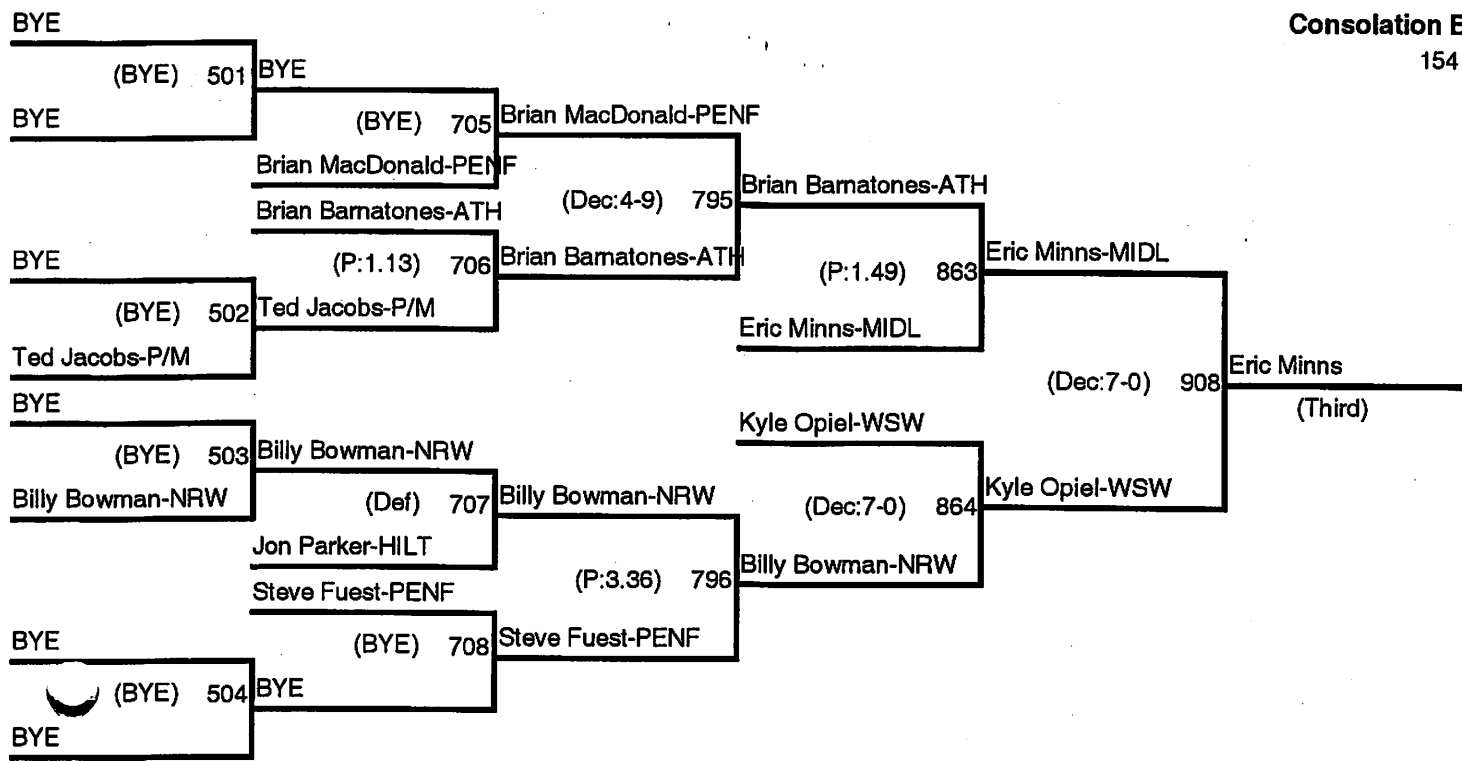 Consolation B
154
BYE
(BYE) 501
BYE
BYE
(BYE) 705
Brian MacDonald-PENF
Brian MacDonald-PENF
(Dec:4-9) 795
Brian Barnatones-ATH
Brian Barnatones-ATH
(P:1.13) 706
Brian Barnatones-ATH
BYE
(BYE) 502
Ted Jacobs-P/M
Ted Jacobs-P/M
(P:1.49) 863
Eric Minns-MIDL
Eric Minns-MIDL
(Dec:7-0) 908
Eric Minns
(Third)
BYE
(BYE) 503
Billy Bowman-NRW
Billy Bowman-NRW
(Def) 707
Billy Bowman-NRW
Jon Parker-HILT
Kyle Opiel-WSW
(Dec:7-0) 864
Kyle Opiel-WSW
(P:3.36) 796
Billy Bowman-NRW
Steve Fuest-PENF
(BYE) 708
Steve Fuest-PENF
BYE
(BYE) 504
BYE
BYE